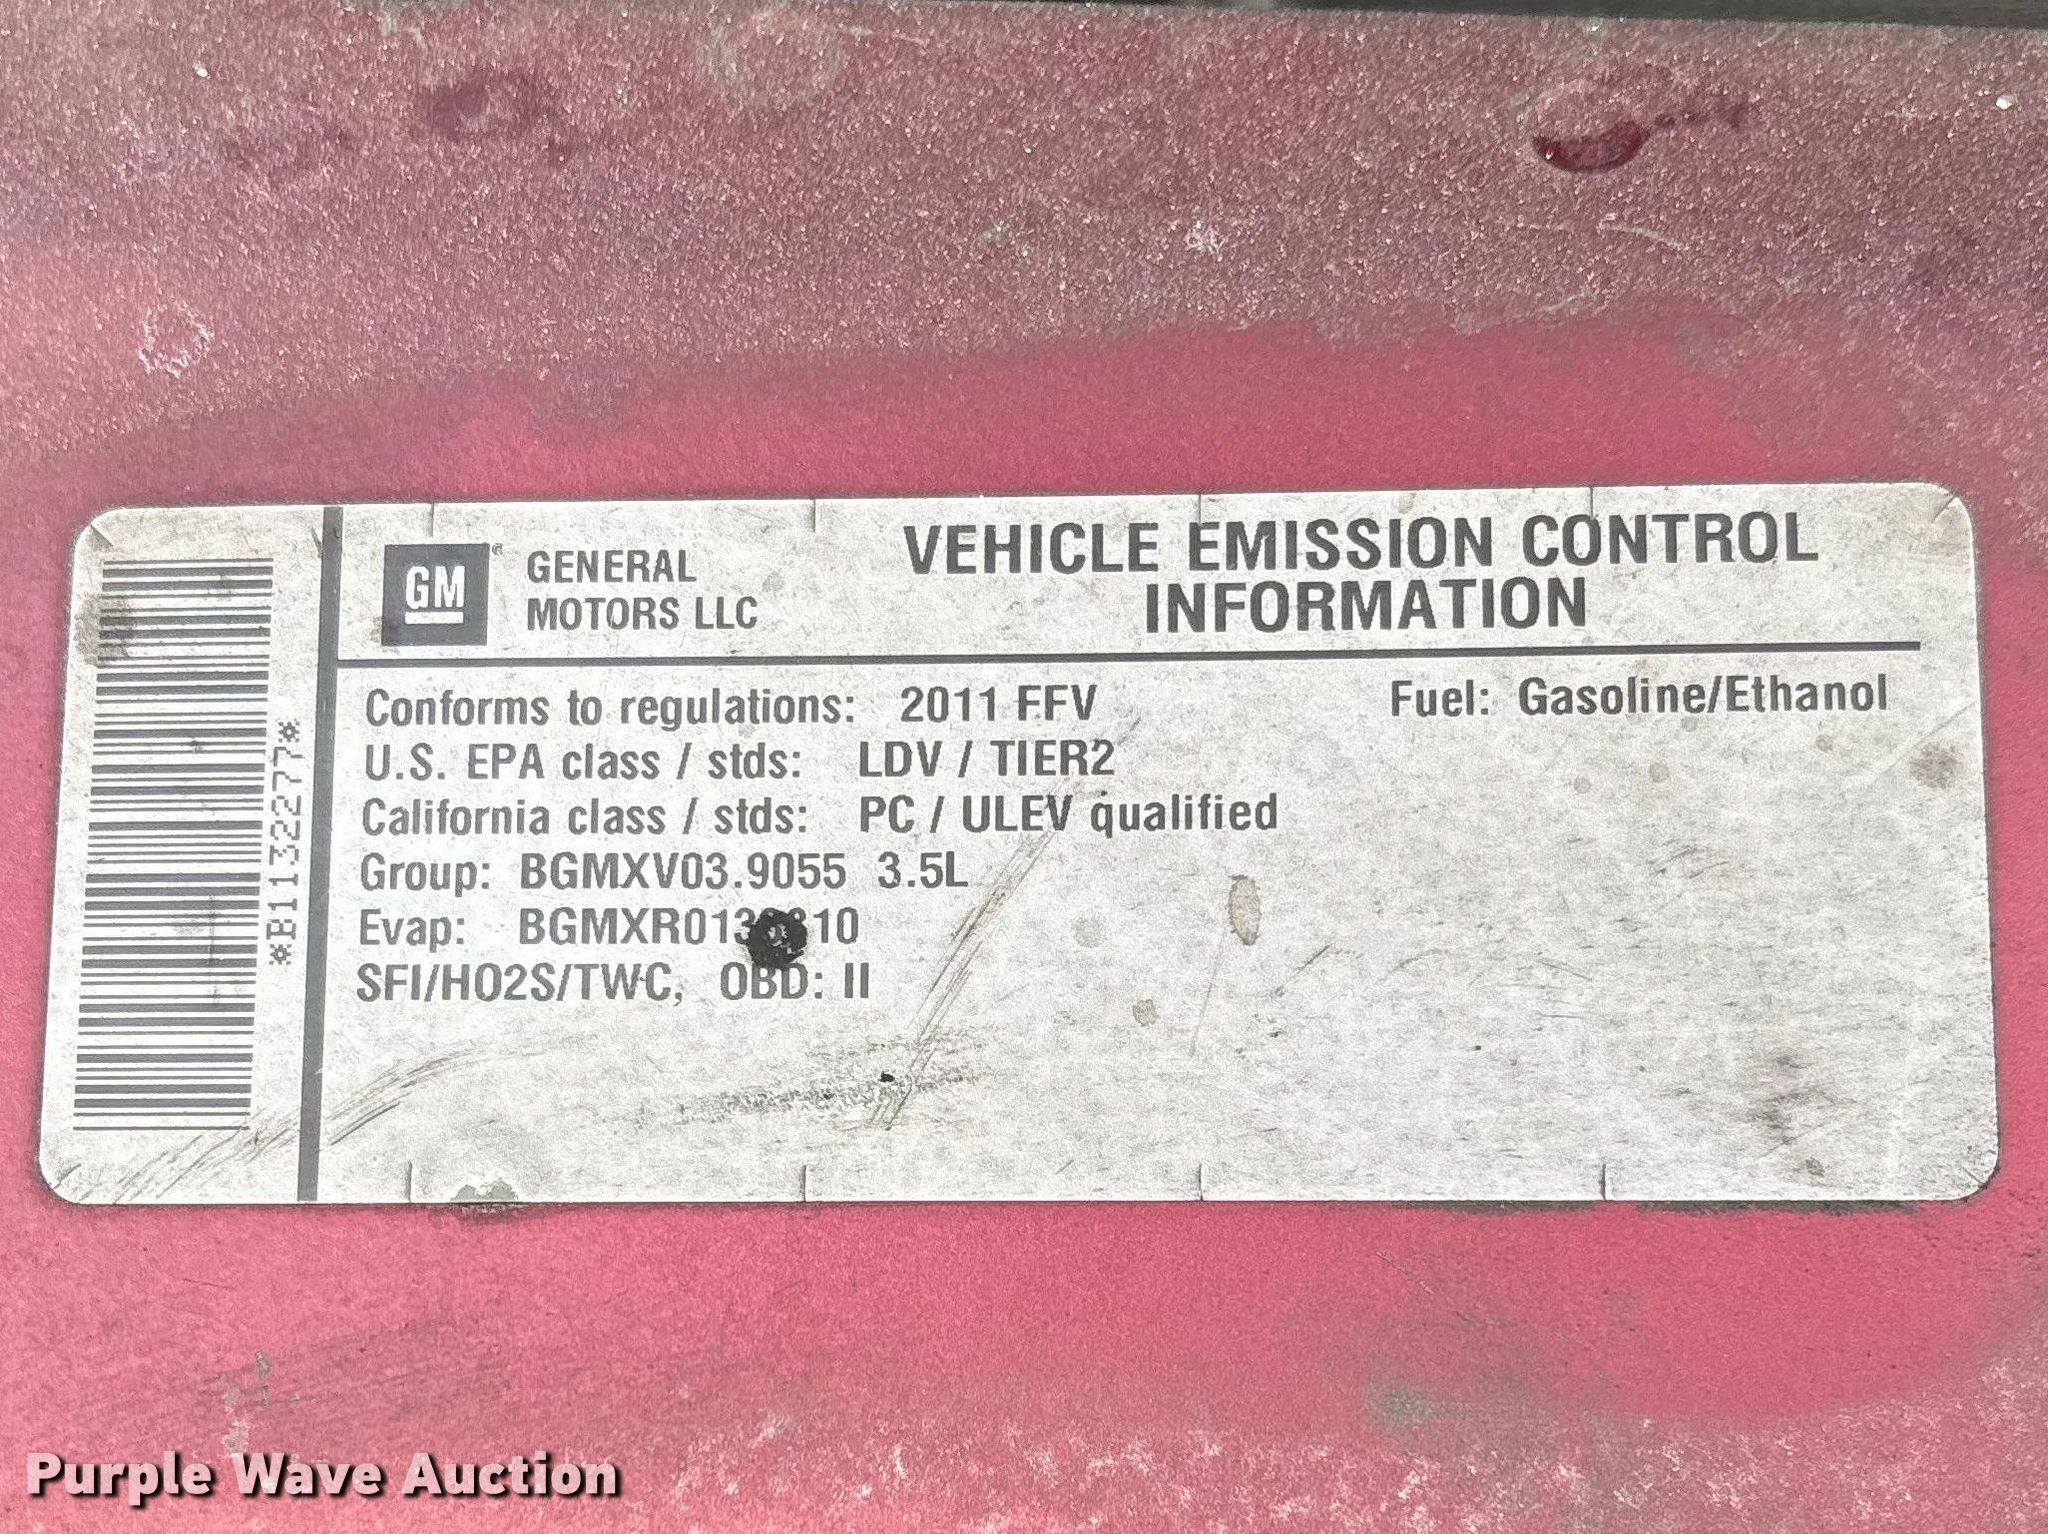 *B1132277*
GM
GENERAL
MOTORS LLC
VEHICLE EMISSION CONTROL
INFORMATION
Conforms to regulations: 2011 FFV
Fuel: Gasoline/Ethanol
U.S. EPA class / stds: LDV / TIER2
California class / stds: PC / ULEV qualified
Group: BGMXV03.9055 3.5L
Evap:
SFI/HO2S/TWC, OBD: II
Purple Wave Auction